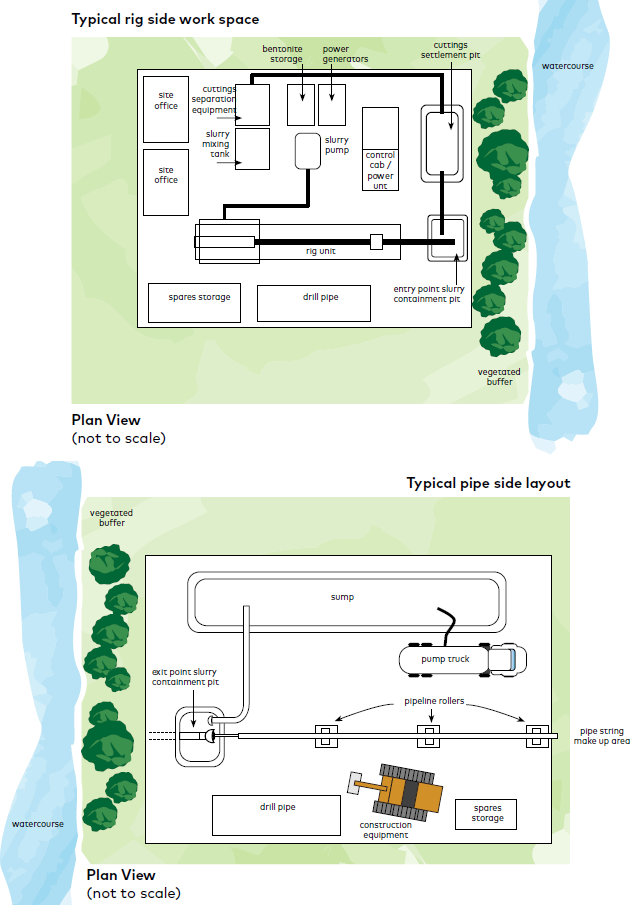 Typical rig side work space
bentonite
storage
power
generators
cuttings
settlement pit
watercourse
site
office
cuttings
separation
equipment
slurry
mixing
tank
slurry
pump
control
cab /
power
unt
site
office
rig unit
entry point slurry
containment pit
spares storage
drill pipe
vegetated
buffer
Plan View
(not to scale)
Typical pipe side layout
vegetated
buffer
sump
pump truck
exit point slurry
containment pit
pipeline rollers
pipe string
make up area
drill pipe
construction
equipment
spares
storage
watercourse
Plan View
(not to scale)